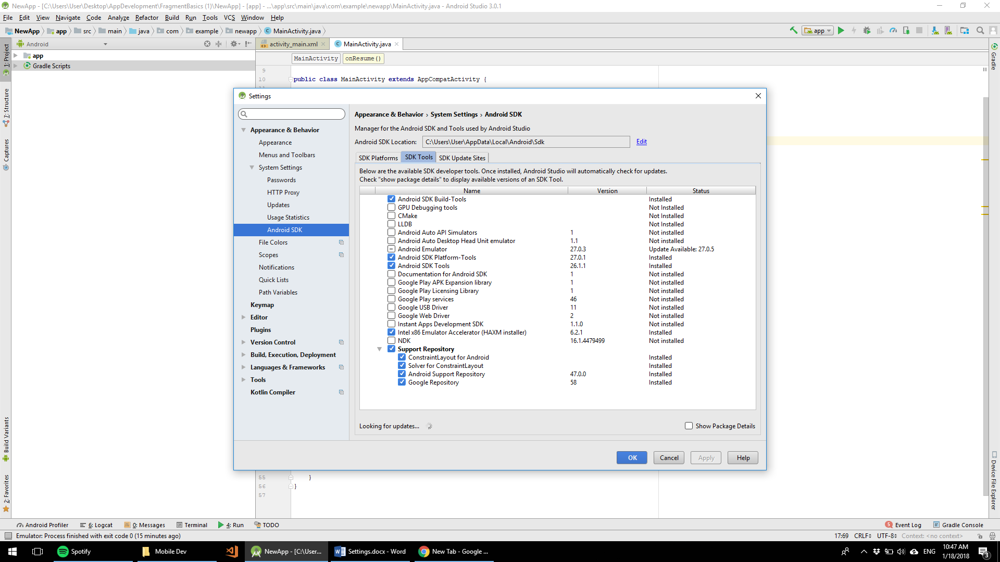 NewApp - [C:\Users\User\Desktop\AppDevelopment\FragmentBasics (1)\NewApp] - [app] - ...\app\src\main\java\com\example\newapp\MainActivity.java - Android Studio 3.0.1
File Edit View Navigate Code Analyze Refactor Build Run Tools VCS Window Help
NewApp app src main java com example newapp MainActivity.java
app
Android
activity_main.xml
MainActivity.java
1: Project
7: Structure
Captures
Build Variants
2: Favorites
app
Gradle Scripts
MainActivity
onResume()
9
10 public class MainActivity extends AppCompatActivity {
Settings
Appearance & Behavior
Appearance
Menus and Toolbars
System Settings
Passwords
HTTP Proxy
Updates
Usage Statistics
Android SDK
File Colors
Scopes
Notifications
Quick Lists
Path Variables
Keymap
Editor
Plugins
Version Control
Build, Execution, Deployment
Languages & Frameworks
Tools
Kotlin Compiler
Appearance & Behavior › System Settings › Android SDK
Manager for the Android SDK and Tools used by Android Studio
Android SDK Location: C:\Users\User\AppData\Local\Android\Sdk Edit
SDK Platforms SDK Tools SDK Update Sites
Below are the available SDK developer tools. Once installed, Android Studio will automatically check for updates.
Check "show package details" to display available versions of an SDK Tool.
Name Version Status
Android SDK Build-Tools Installed
GPU Debugging tools Not Installed
CMake Not Installed
LLDB Not Installed
Android Auto API Simulators 1 Not installed
Android Auto Desktop Head Unit emulator 1.1 Not installed
Android Emulator 27.0.3 Update Available: 27.0.5
Android SDK Platform-Tools 27.0.1 Installed
Android SDK Tools 26.1.1 Installed
Documentation for Android SDK 1 Not installed
Google Play APK Expansion library 1 Not installed
Google Play Licensing Library 1 Not installed
Google Play services 46 Not installed
Google USB Driver 11 Not installed
Google Web Driver 2 Not installed
Instant Apps Development SDK 1.1.0 Not installed
Intel x86 Emulator Accelerator (HAXM installer) 6.2.1 Installed
NDK 16.1.4479499 Not installed
Support Repository
ConstraintLayout for Android Installed
Solver for ConstraintLayout Installed
Android Support Repository 47.0.0 Installed
Google Repository 58 Installed
Looking for updates...
Show Package Details
OK Cancel Apply Help
55 }
56 }
57
Gradle
Device File Explorer
Android Profiler 6: Logcat 0: Messages Terminal 4: Run TODO
5 Event Log Gradle Console
Emulator: Process finished with exit code 0 (15 minutes ago)
17:69 CRLF UTF-8 Context: <no context>
Spotify
Mobile Dev
NewApp - [C:\User...
Settings.docx - Word
New Tab - Google ...
ENG
10:47 AM
1/18/2018
3